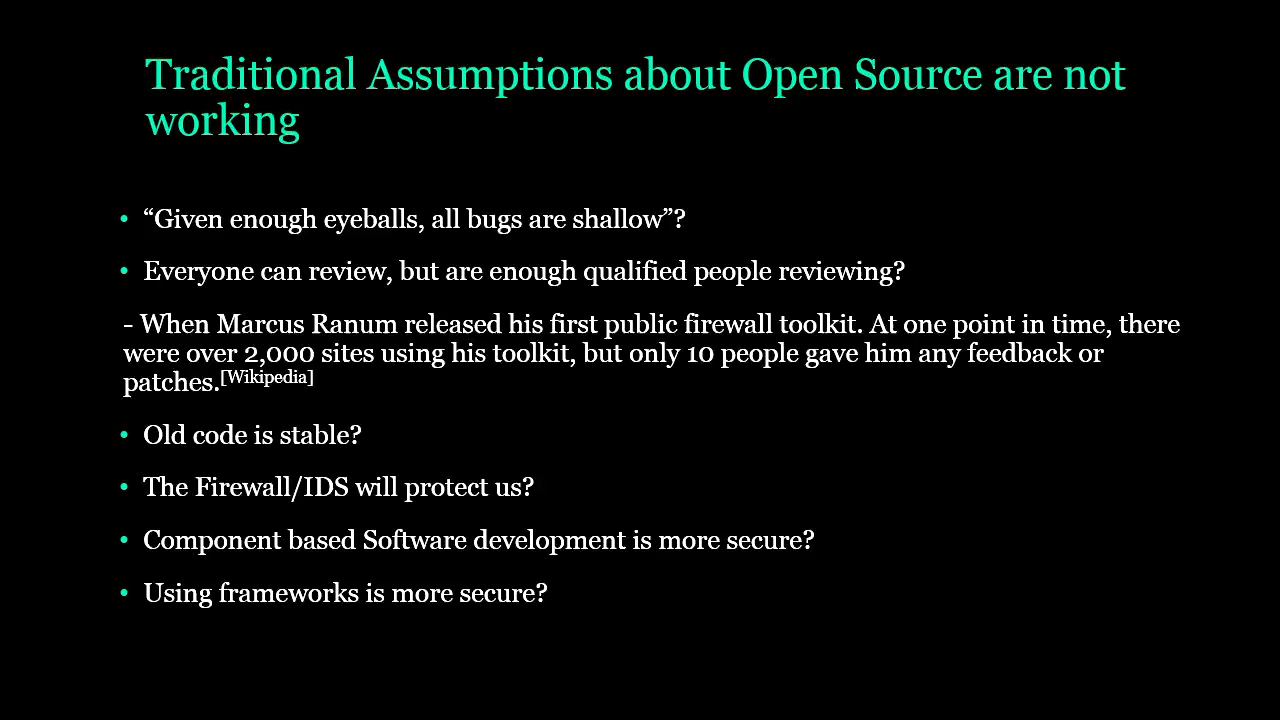 Traditional Assumptions about Open Source are not
working
• “Given enough eyeballs, all bugs are shallow”?
• Everyone can review, but are enough qualified people reviewing?
- When Marcus Ranum released his first public firewall toolkit. At one point in time, there
were over 2,000 sites using his toolkit, but only 10 people gave him any feedback or
patches.[Wikipedia]
• Old code is stable?
• The Firewall/IDS will protect us?
• Component based Software development is more secure?
• Using frameworks is more secure?